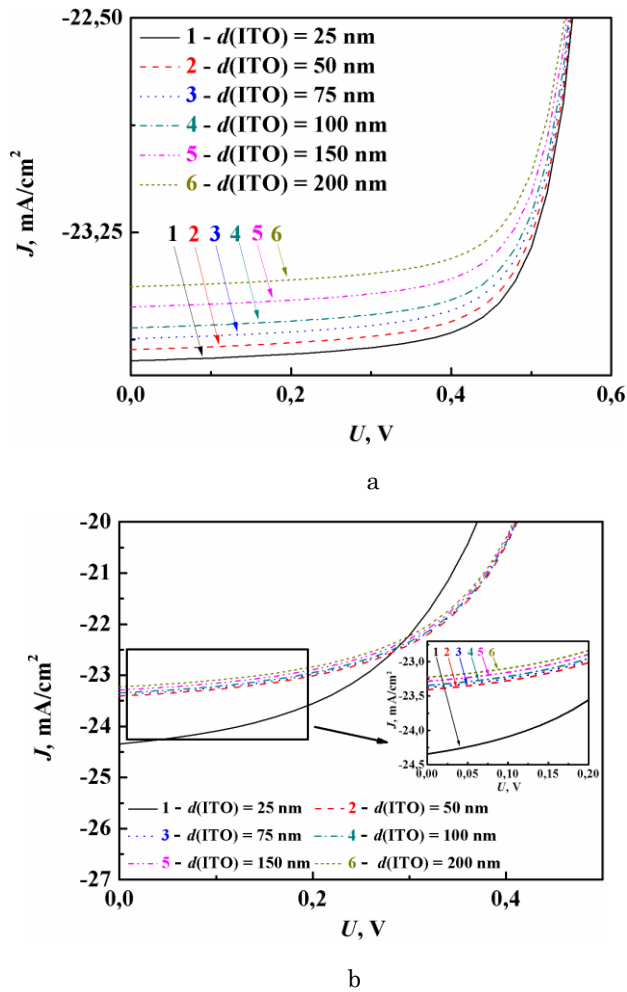 -22,50
1 - d(ITO) = 25 nm
2 - d(ITO) = 50 nm
3 - d(ITO) = 75 nm
4 - d(ITO) = 100 nm
5 - d(ITO) = 150 nm
6 - d(ITO) = 200 nm
J, mA/cm²
-23,25
1 2 3 4 5 6
0,0 0,2 0,4 0,6
U, V
a
-20
-21
-22
-23
-24
-25
-26
-27
J, mA/cm²
1 2 3 4 5 6
-23,0
-23,5
-24,0
-24,5
J, mA/cm²
0,00 0,05 0,10 0,15 0,20
U, V
1 - d(ITO) = 25 nm 2 - d(ITO) = 50 nm
3 - d(ITO) = 75 nm 4 - d(ITO) = 100 nm
5 - d(ITO) = 150 nm 6 - d(ITO) = 200 nm
0,0 0,2 0,4
U, V
b